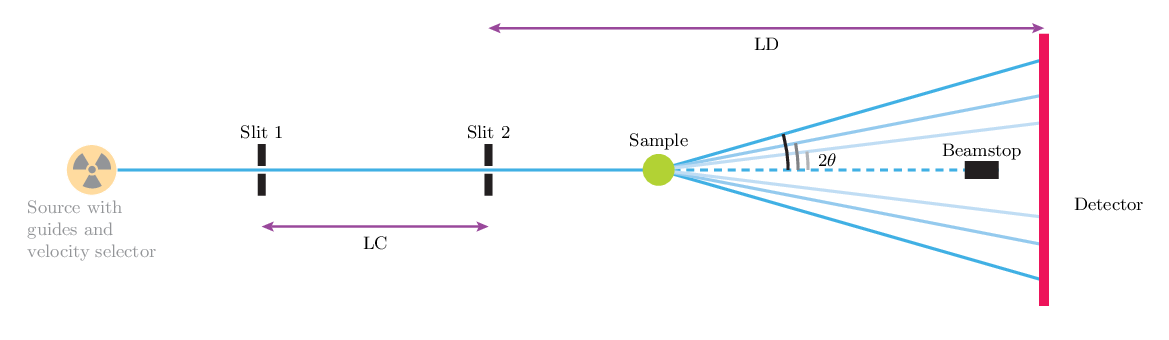 LD
Slit 1
Slit 2
Sample
Beamstop
2θ
Source with
guides and
velocity selector
Detector
LC